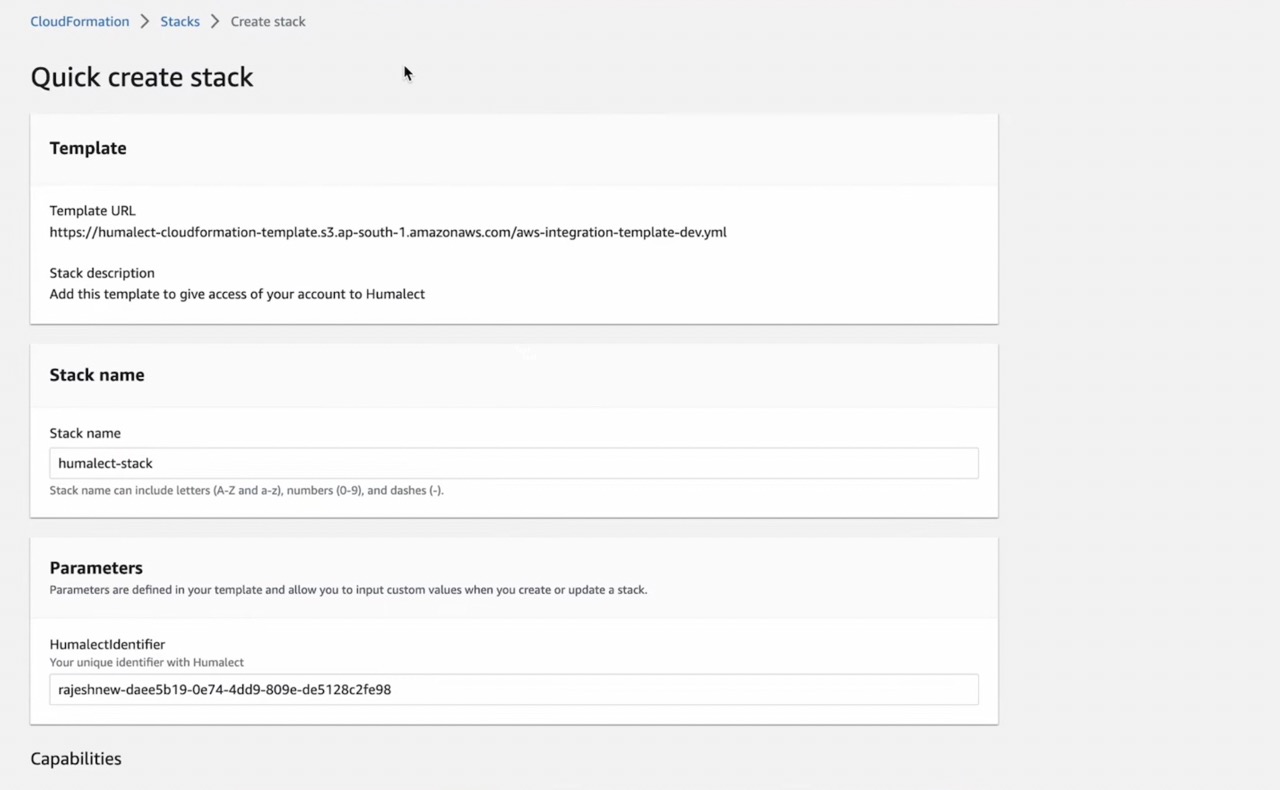 CloudFormation > Stacks > Create stack
Quick create stack
Template
Template URL
https://humalect-cloudformation-template.s3.ap-south-1.amazonaws.com/aws-integration-template-dev.yml
Stack description
Add this template to give access of your account to Humalect
Stack name
Stack name
humalect-stack
Stack name can include letters (A-Z and a-z), numbers (0-9), and dashes (-).
Parameters
Parameters are defined in your template and allow you to input custom values when you create or update a stack.
HumalectIdentifier
Your unique identifier with Humalect
rajeshnew-daee5b19-0e74-4dd9-809e-de5128c2fe98
Capabilities